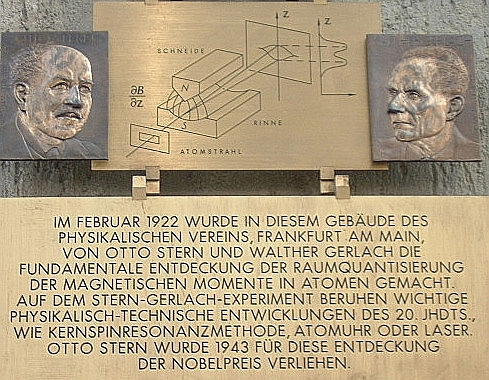 Z
Z
SCHNEIDE
∂B
∂z
N
S
RINNE
ATOMSTRAHL
IM FEBRUAR 1922 WURDE IN DIESEM GEBÄUDE DES
PHYSIKALISCHEN VEREINS, FRANKFURT AM MAIN,
VON OTTO STERN UND WALTHER GERLACH DIE
FUNDAMENTALE ENTDECKUNG DER RAUMQUANTISIERUNG
DER MAGNETISCHEN MOMENTE IN ATOMEN GEMACHT.
AUF DEM STERN-GERLACH-EXPERIMENT BERUHEN WICHTIGE
PHYSIKALISCH-TECHNISCHE ENTWICKLUNGEN DES 20. JHDTS.,
WIE KERNSPINRESONANZMETHODE, ATOMUHR ODER LASER.
OTTO STERN WURDE 1943 FÜR DIESE ENTDECKUNG
DER NOBELPREIS VERLIEHEN.